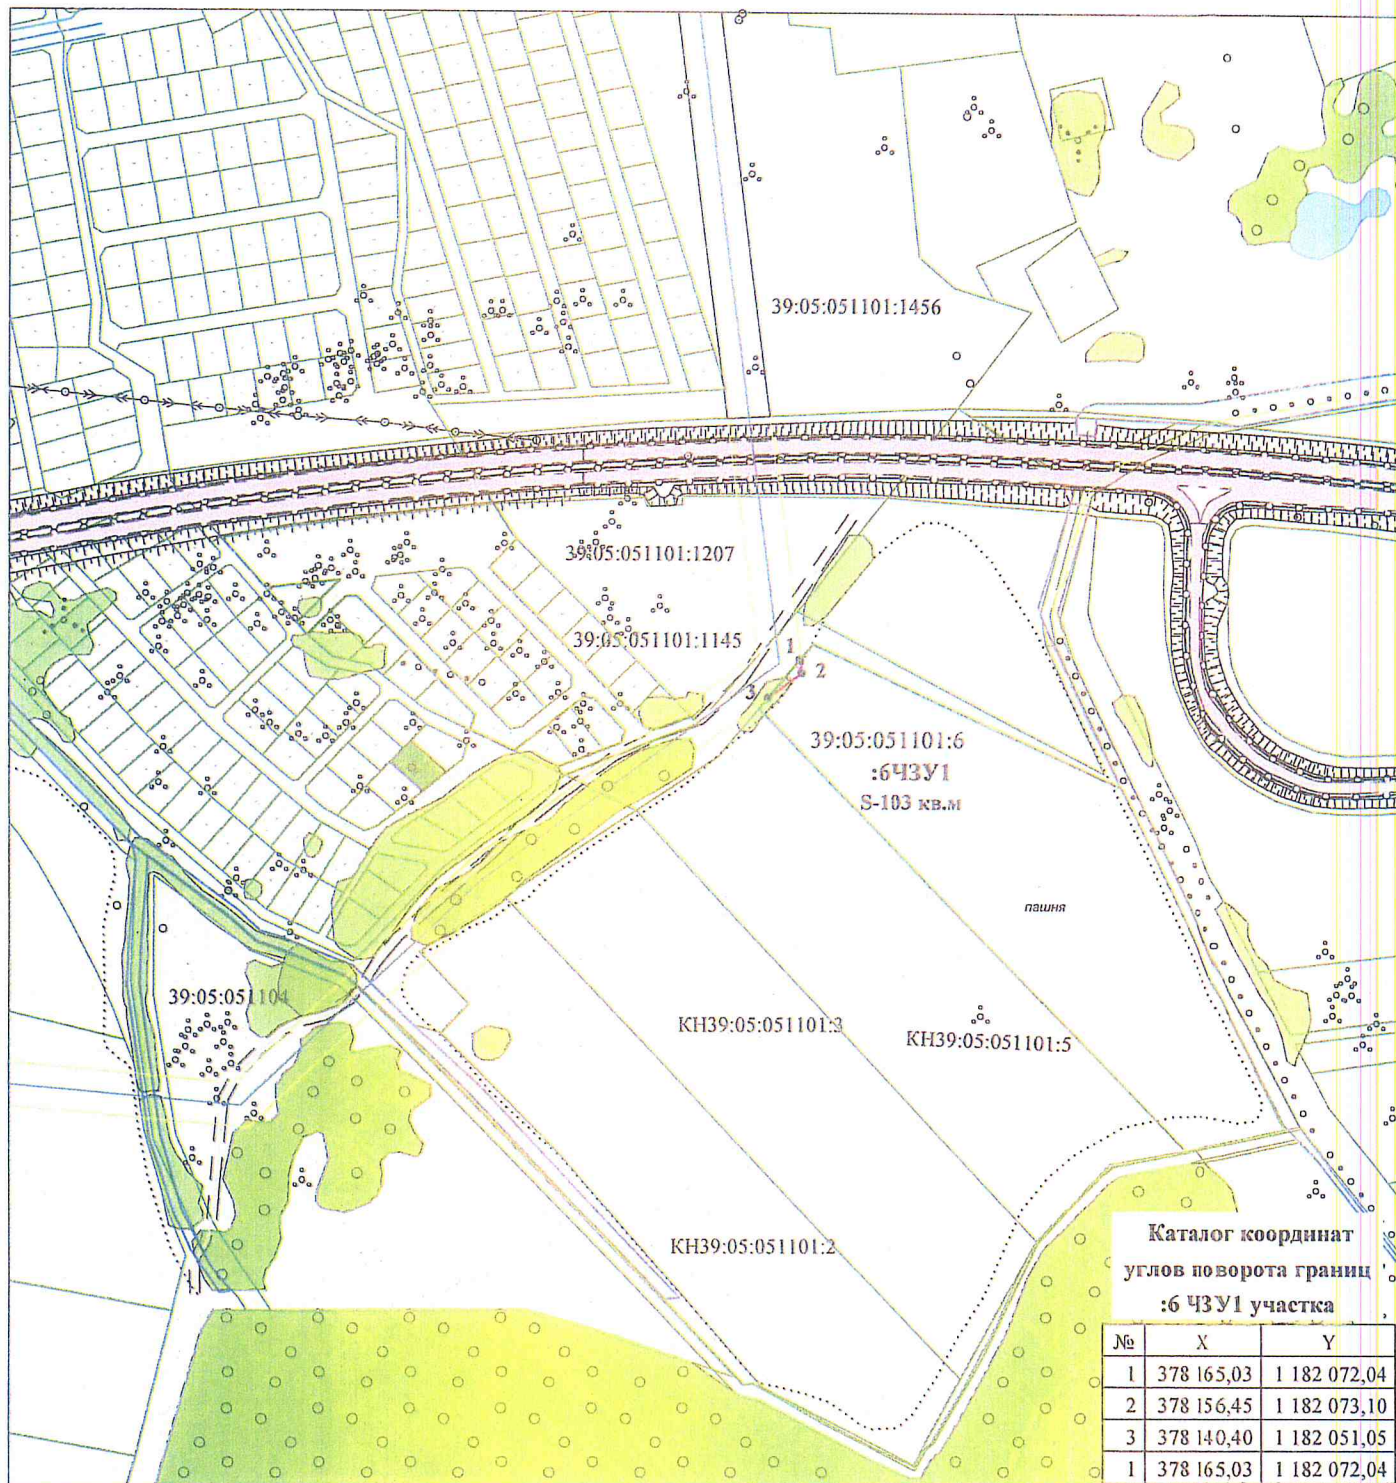 39:05:051101:1456
39:05:051101:1207
39:05:051101:1145
1
2
3
39:05:051101:6
:6ЧЗУ1
S-103 кв.м
пашня
39:05:051104
КН39:05:051101:3
КН39:05:051101:5
КН39:05:051101:2
Каталог координат
углов поворота границ
:6 ЧЗУ1 участка
№ X Y
1 378 165,03 1 182 072,04
2 378 156,45 1 182 073,10
3 378 140,40 1 182 051,05
1 378 165,03 1 182 072,04